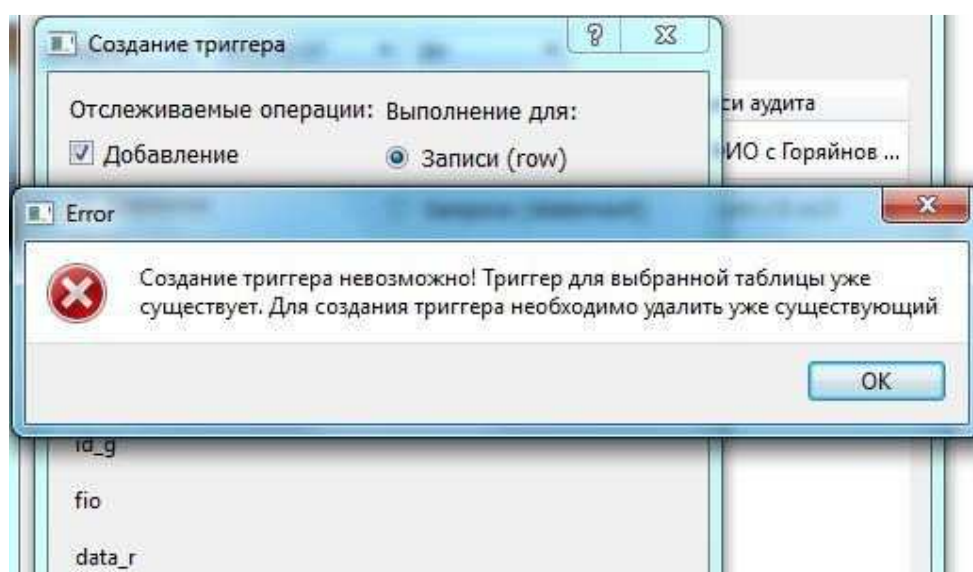 Создание триггера
Отслеживаемые операции: Выполнение для:
си аудита
Добавление
Записи (row)
ИО с Горяйнов ...
Error
Создание триггера невозможно! Триггер для выбранной таблицы уже
существует. Для создания триггера необходимо удалить уже существующий
OK
id_g
fio
data_r